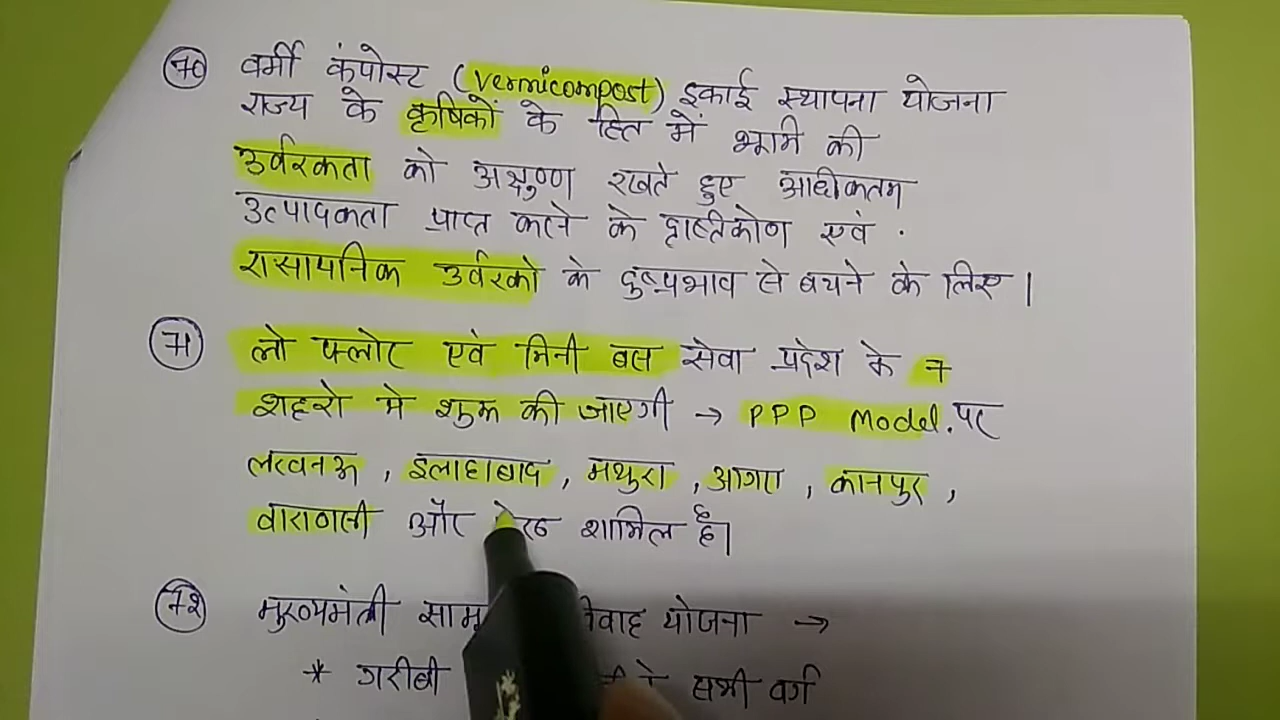 70 वर्मी कंपोस्ट (vermicompost) इकाई स्थापना योजना
राज्य के कृषिकों के हित में भूमि की
उर्वरकता को अक्षुण्ण रखते हुए अधीकतम
उत्पादकता प्राप्त करने के दृष्टिकोण एवं
रासायनिक उर्वरको के दुष्प्रभाव से बचने के लिए।
71 लो फ्लोर एवं मिनी बस सेवा प्रदेश के 7
शहरो मे शुरू की जाएगी → PPP Model. पर
लखनऊ, इलाहाबाद, मथुरा, आगरा, कानपुर,
वाराणसी और शामिल है।
72 मुख्यमंत्री योजना →
* गरीबी सभी वर्ग